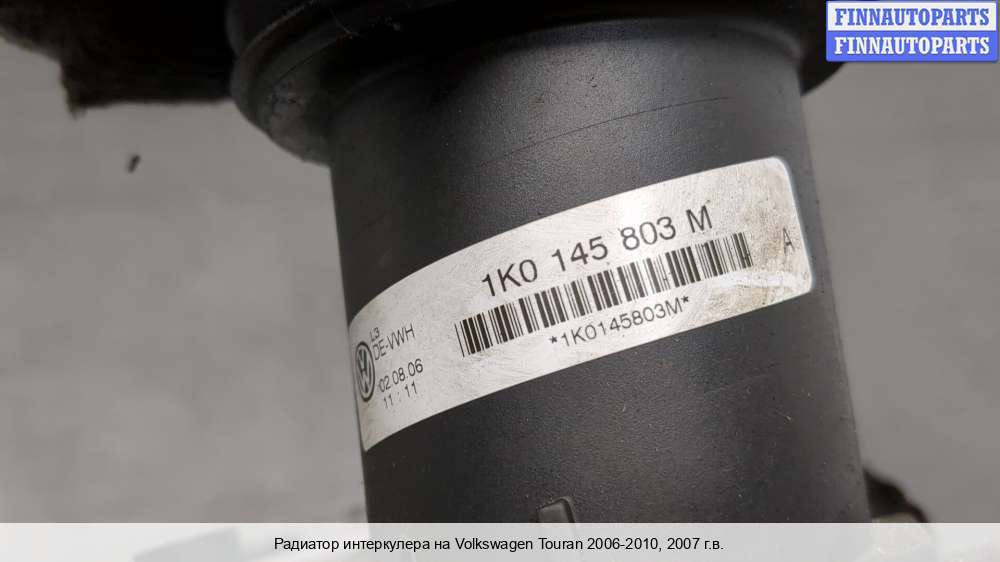 FINNAUTOPARTS
FINNAUTOPARTS
1K0 145 803 M
A
*1K0145803M*
L3
DE-VWH
02.08.06
11:11
Радиатор интеркулера на Volkswagen Touran 2006-2010, 2007 г.в.